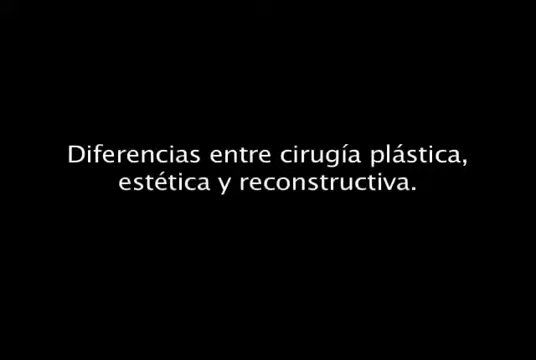 Diferencias entre cirugía plástica,
estética y reconstructiva.